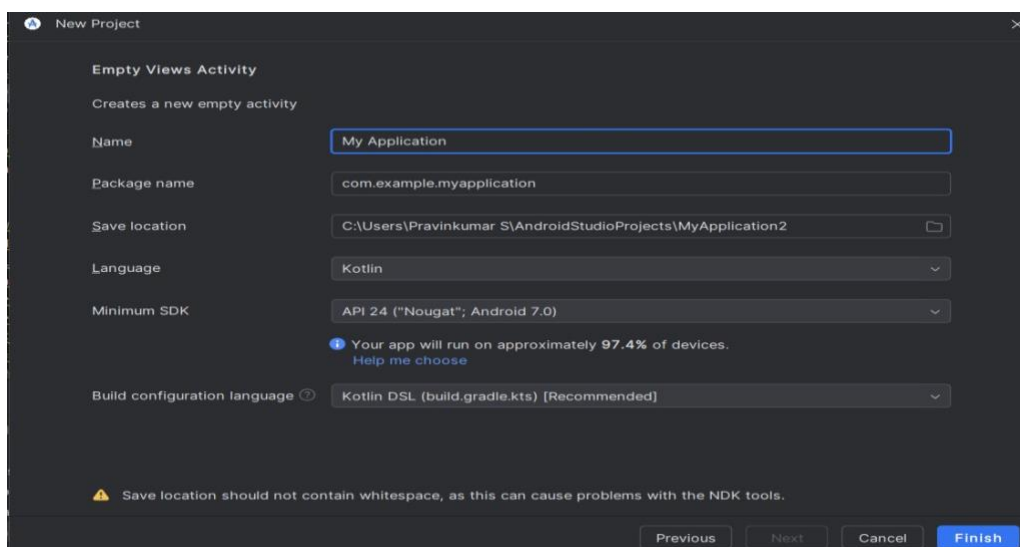 New Project
Empty Views Activity
Creates a new empty activity
Name My Application
Package name com.example.myapplication
Save location C:\Users\Pravinkumar S\AndroidStudioProjects\MyApplication2
Language Kotlin
Minimum SDK API 24 ("Nougat"; Android 7.0)
Your app will run on approximately 97.4% of devices.
Help me choose
Build configuration language Kotlin DSL (build.gradle.kts) [Recommended]
Save location should not contain whitespace, as this can cause problems with the NDK tools.
Previous Next Cancel Finish